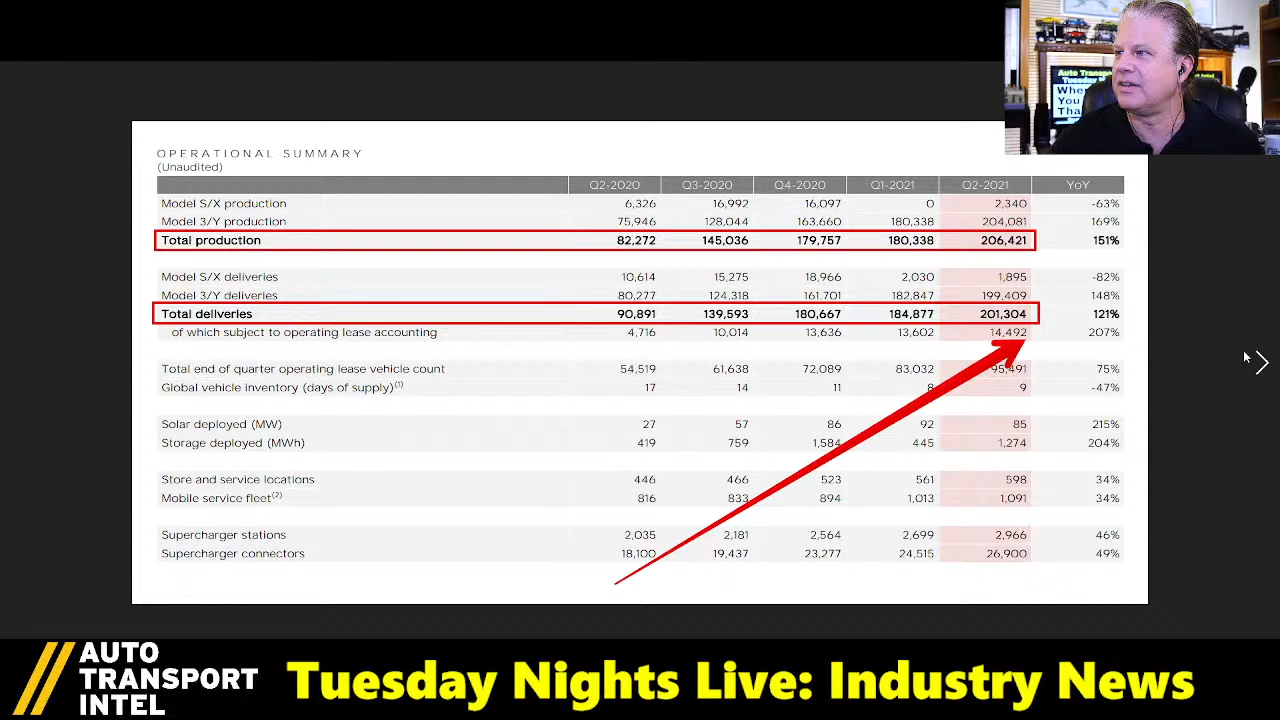 Auto Transp
Tuesday N
Wher
You
Tha
OPERATIONAL SUMMARY
(Unaudited)
Q2-2020 Q3-2020 Q4-2020 Q1-2021 Q2-2021 YoY
Model S/X production 6,326 16,992 16,097 0 2,340 -63%
Model 3/Y production 75,946 128,044 163,660 180,338 204,081 169%
Total production 82,272 145,036 179,757 180,338 206,421 151%
Model S/X deliveries 10,614 15,275 18,966 2,030 1,895 -82%
Model 3/Y deliveries 80,277 124,318 161,701 182,847 199,409 148%
Total deliveries 90,891 139,593 180,667 184,877 201,304 121%
of which subject to operating lease accounting 4,716 10,014 13,636 13,602 14,492 207%
Total end of quarter operating lease vehicle count 54,519 61,638 72,089 83,032 95,491 75%
Global vehicle inventory (days of supply)(1) 17 14 11 8 9 -47%
Solar deployed (MW) 27 57 86 92 85 215%
Storage deployed (MWh) 419 759 1,584 445 1,274 204%
Store and service locations 446 466 523 561 598 34%
Mobile service fleet(2) 816 833 894 1,013 1,091 34%
Supercharger stations 2,035 2,181 2,564 2,699 2,966 46%
Supercharger connectors 18,100 19,437 23,277 24,515 26,900 49%
AUTO
TRANSPORT
INTEL
Tuesday Nights Live: Industry News